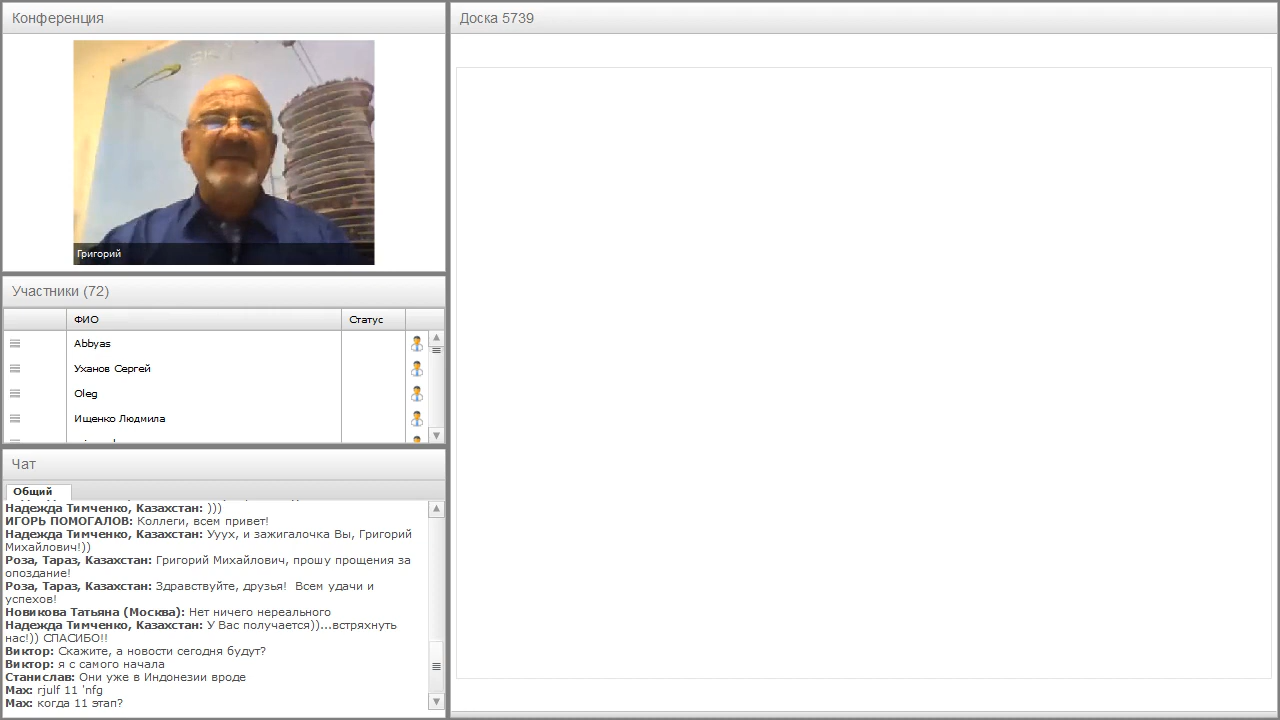 Конференция
Григорий
Участники (72)
ФИО Статус
Abbyas
Уханов Сергей
Oleg
Ищенко Людмила
Чат
Общий
Надежда Тимченко, Казахстан: )))
ИГОРЬ ПОМОГАЛОВ: Коллеги, всем привет!
Надежда Тимченко, Казахстан: Ууух, и зажигалочка Вы, Григорий
Михайлович!))
Роза, Тараз, Казахстан: Григорий Михайлович, прошу прощения за
опоздание!
Роза, Тараз, Казахстан: Здравствуйте, друзья!  Всем удачи и
успехов!
Новикова Татьяна (Москва): Нет ничего нереального
Надежда Тимченко, Казахстан: У Вас получается))...встряхнуть
нас!)) СПАСИБО!!
Виктор: Скажите, а новости сегодня будут?
Виктор: я с самого начала
Станислав: Они уже в Индонезии вроде
Max: rjulf 11 'nfg
Max: когда 11 этап?
Доска 5739